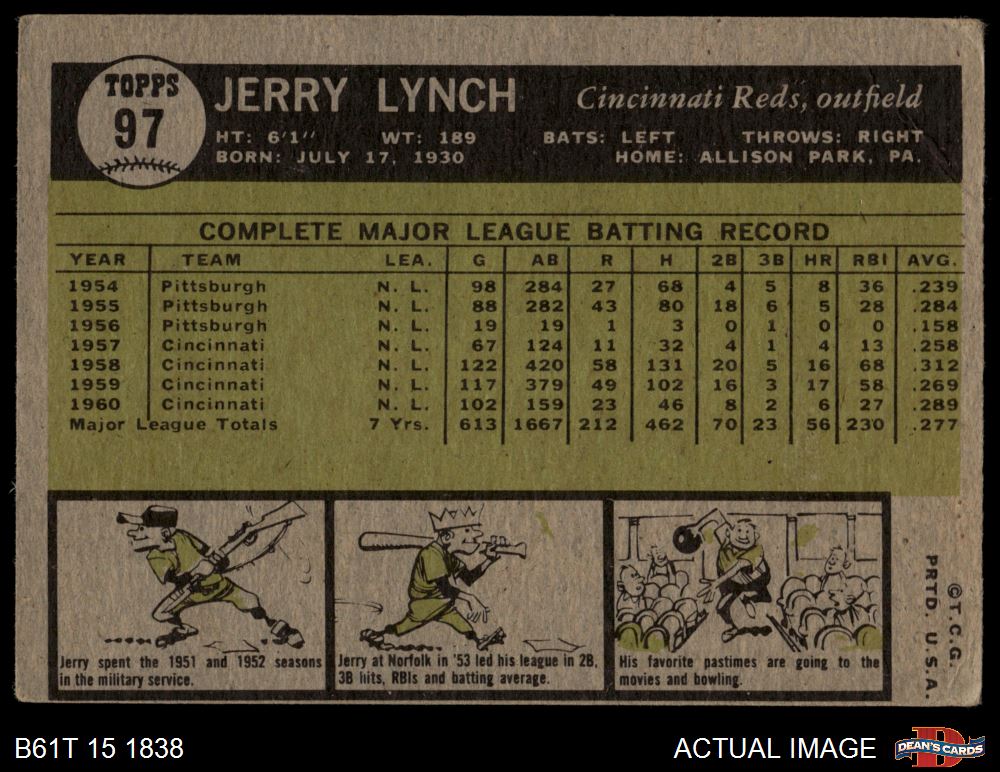 TOPPS
97
JERRY LYNCH Cincinnati Reds, outfield
HT: 6'1" WT: 189 BATS: LEFT THROWS: RIGHT
BORN: JULY 17, 1930 HOME: ALLISON PARK, PA.
COMPLETE MAJOR LEAGUE BATTING RECORD
YEAR TEAM LEA. G AB R H 2B 3B HR RBI AVG.
1954 Pittsburgh N. L. 98 284 27 68 4 5 8 36 .239
1955 Pittsburgh N. L. 88 282 43 80 18 6 5 28 .284
1956 Pittsburgh N. L. 19 19 1 3 0 1 0 0 .158
1957 Cincinnati N. L. 67 124 11 32 4 1 4 13 .258
1958 Cincinnati N. L. 122 420 58 131 20 5 16 68 .312
1959 Cincinnati N. L. 117 379 49 102 16 3 17 58 .269
1960 Cincinnati N. L. 102 159 23 46 8 2 6 27 .289
Major League Totals 7 Yrs. 613 1667 212 462 70 23 56 230 .277
Jerry spent the 1951 and 1952 seasons
in the military service.
Jerry at Norfolk in '53 led his league in 2B,
3B hits, RBIs and batting average.
His favorite pastimes are going to the
movies and bowling.
©T.C.G.
PRTD. U.S.A.
B61T 15 1838
ACTUAL IMAGE
D
DEAN'S CARDS